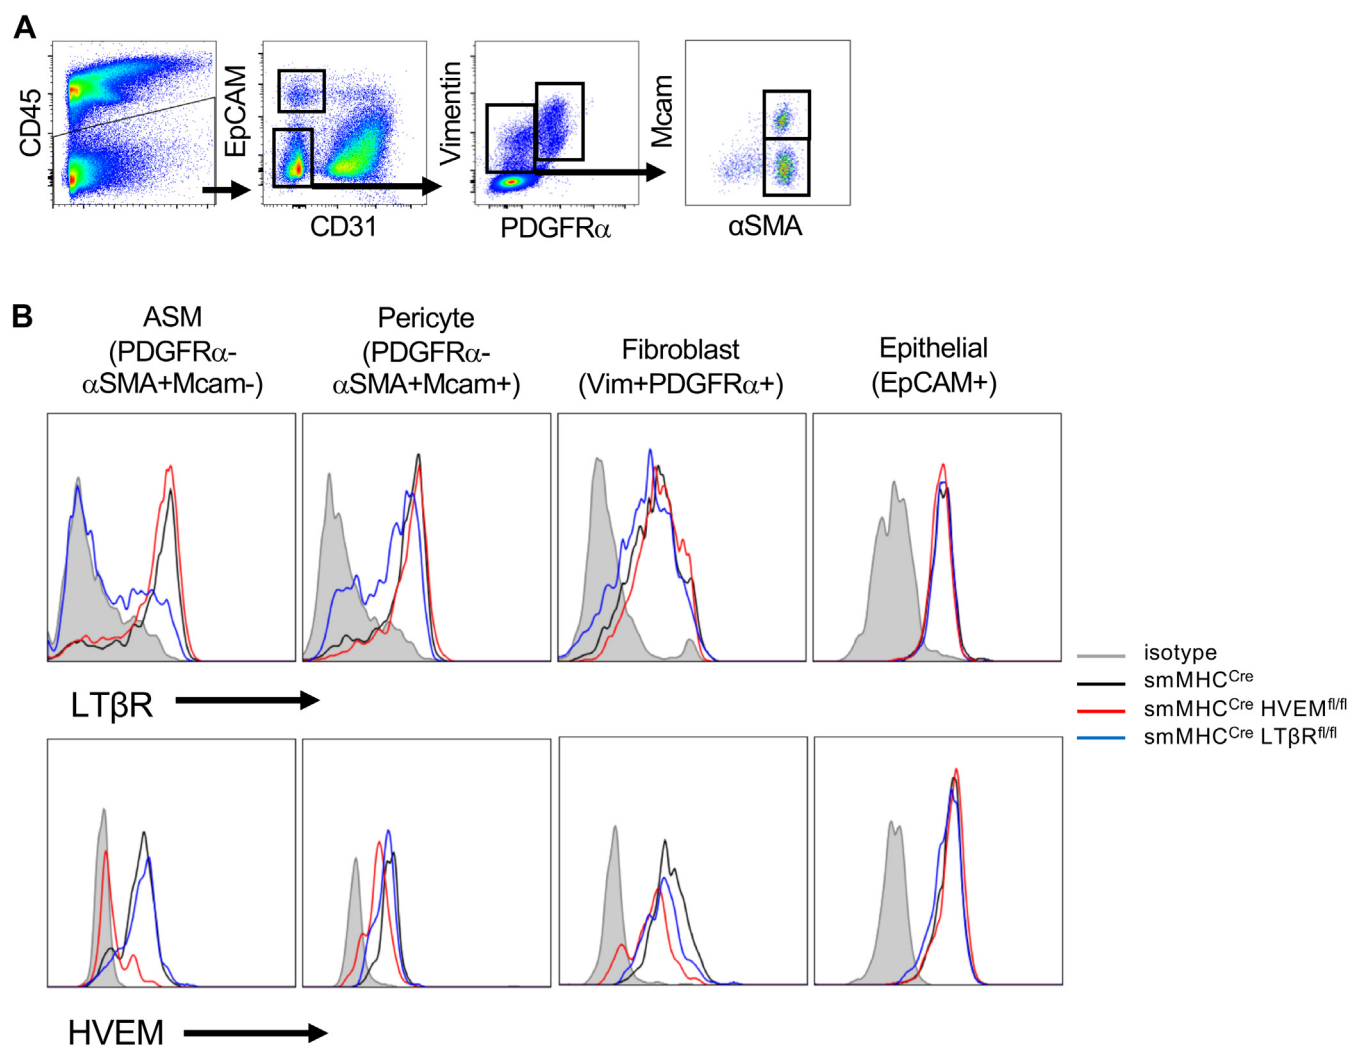 A
CD45
EpCAM
CD31
Vimentin
PDGFRα
Mcam
αSMA
B
ASM
(PDGFRα-
αSMA+Mcam-)
Pericyte
(PDGFRα-
αSMA+Mcam+)
Fibroblast
(Vim+PDGFRα+)
Epithelial
(EpCAM+)
LTβR
isotype
smMHCCre
smMHCCre HVEMfl/fl
smMHCCre LTβRfl/fl
HVEM